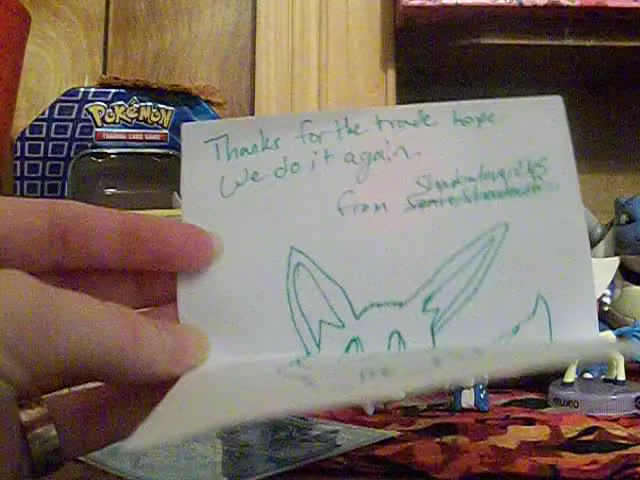 POKéMON
TRADING CARD GAME
Thanks for the trade hope
we do it again.
from